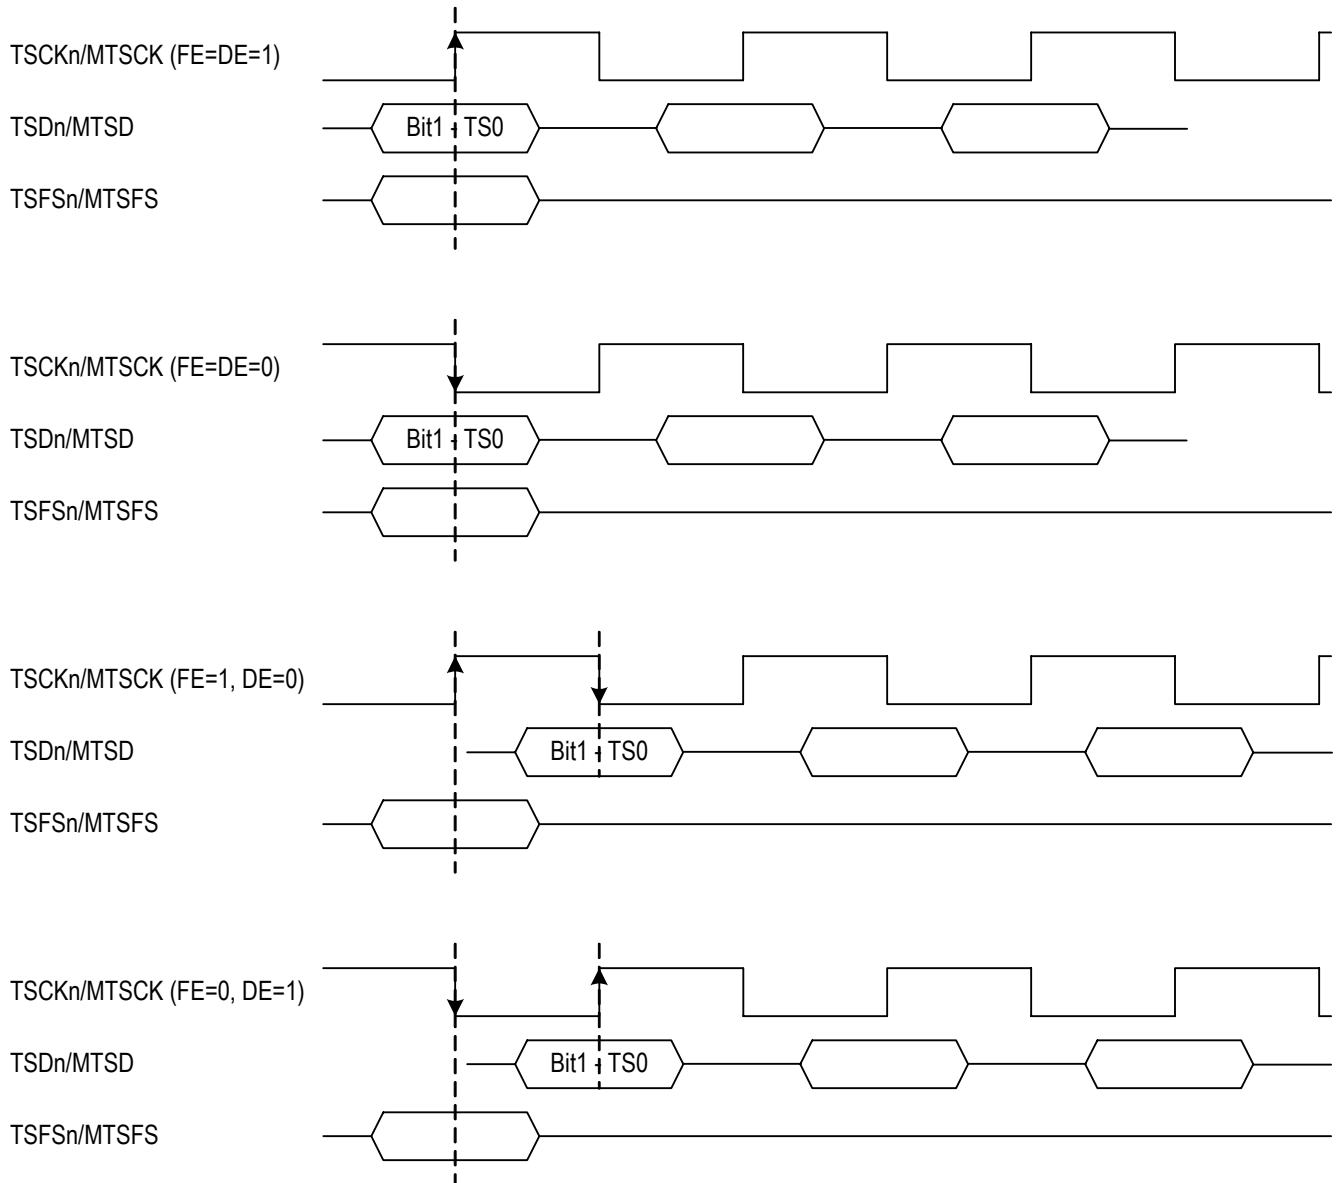 TSCKn/MTSCK (FE=DE=1)
TSDn/MTSD
Bit1 - TS0
TSFSn/MTSFS
TSCKn/MTSCK (FE=DE=0)
TSDn/MTSD
Bit1 - TS0
TSFSn/MTSFS
TSCKn/MTSCK (FE=1, DE=0)
TSDn/MTSD
Bit1 - TS0
TSFSn/MTSFS
TSCKn/MTSCK (FE=0, DE=1)
TSDn/MTSD
Bit1 - TS0
TSFSn/MTSFS